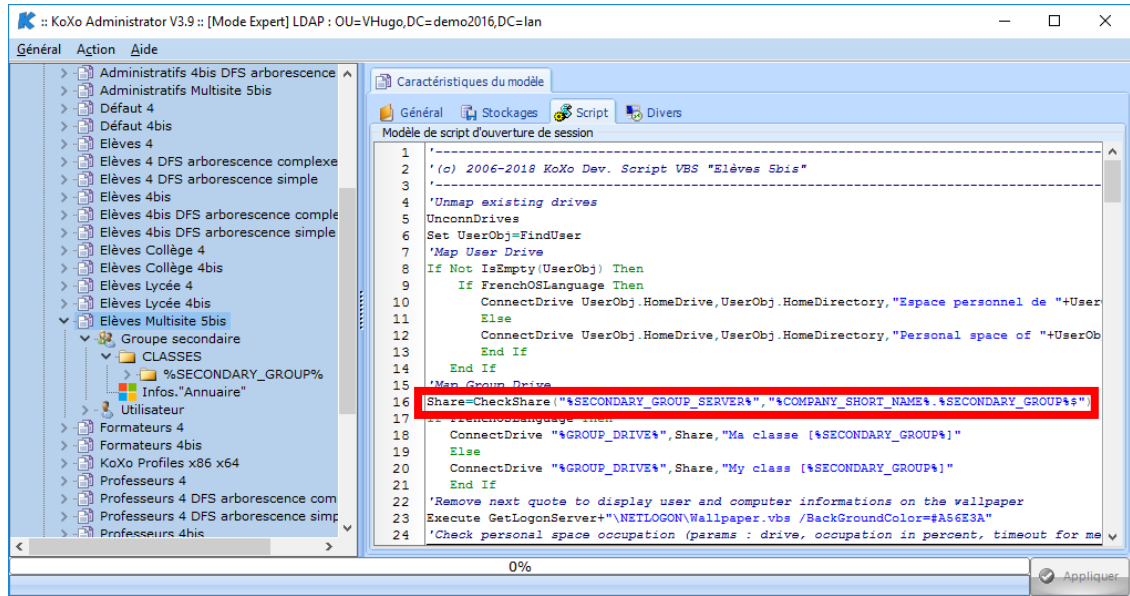 :: KoXo Administrator V3.9 :: [Mode Expert] LDAP : OU=VHugo,DC=demo2016,DC=lan
Général Action Aide
Administratifs 4bis DFS arborescence
Administratifs Multisite 5bis
Défaut 4
Défaut 4bis
Elèves 4
Elèves 4 DFS arborescence complexe
Elèves 4 DFS arborescence simple
Elèves 4bis
Elèves 4bis DFS arborescence comple
Elèves 4bis DFS arborescence simple
Elèves Collège 4
Elèves Collège 4bis
Elèves Lycée 4
Elèves Lycée 4bis
Elèves Multisite 5bis
Groupe secondaire
CLASSES
%SECONDARY_GROUP%
Infos."Annuaire"
Utilisateur
Formateurs 4
Formateurs 4bis
KoXo Profiles x86 x64
Professeurs 4
Professeurs 4 DFS arborescence com
Professeurs 4 DFS arborescence simp
Professeurs 4bis
Caractéristiques du modèle
Général Stockages Script Divers
Modèle de script d'ouverture de session
1 '--------------------------------------------------------------------------------
2 '(c) 2006-2018 KoXo Dev. Script VBS "Elèves 5bis"
3 '--------------------------------------------------------------------------------
4 'Unmap existing drives
5 UnconnDrives
6 Set UserObj=FindUser
7 'Map User Drive
8 If Not IsEmpty(UserObj) Then
9 If FrenchOSLanguage Then
10 ConnectDrive UserObj.HomeDrive,UserObj.HomeDirectory,"Espace personnel de "+User
11 Else
12 ConnectDrive UserObj.HomeDrive,UserObj.HomeDirectory,"Personal space of "+UserOb
13 End If
14 End If
15 'Map Group Drive
16 Share=CheckShare("%SECONDARY_GROUP_SERVER%","%COMPANY_SHORT_NAME%.%SECONDARY_GROUP%$")
17 If FrenchOSLanguage Then
18 ConnectDrive "%GROUP_DRIVE%",Share,"Ma classe [%SECONDARY_GROUP%]"
19 Else
20 ConnectDrive "%GROUP_DRIVE%",Share,"My class [%SECONDARY_GROUP%]"
21 End If
22 'Remove next quote to display user and computer informations on the wallpaper
23 Execute GetLogonServer+"\NETLOGON\Wallpaper.vbs /BackGroundColor=#A56E3A"
24 'Check personal space occupation (params : drive, occupation in percent, timeout for me
0%
Appliquer